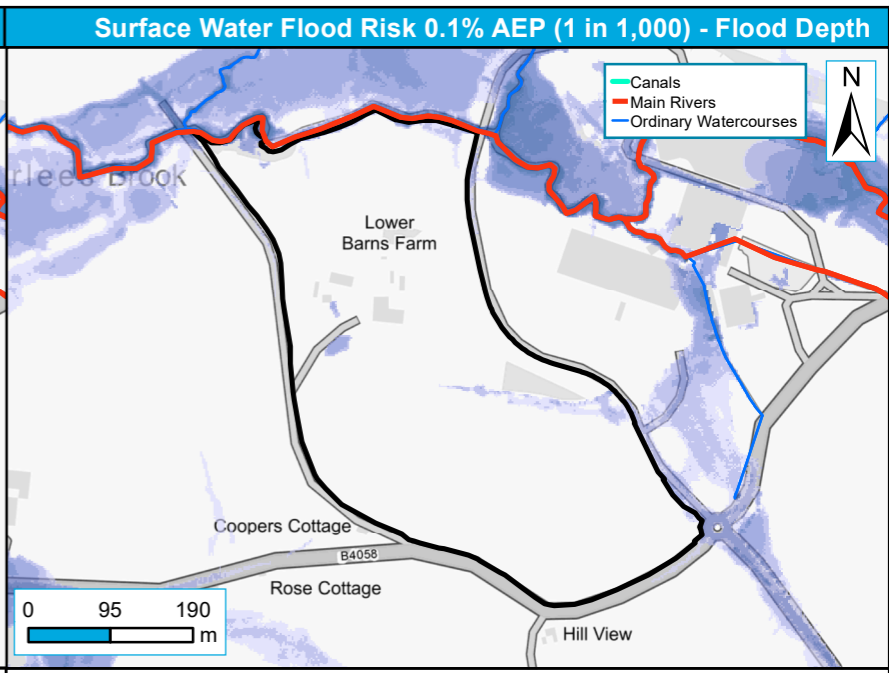 Surface Water Flood Risk 0.1% AEP (1 in 1,000) - Flood Depth
Canals
Main Rivers
Ordinary Watercourses
N
Brook
Lower
Barns Farm
Coopers Cottage
B4058
Rose Cottage
Hill View
0 95 190
m